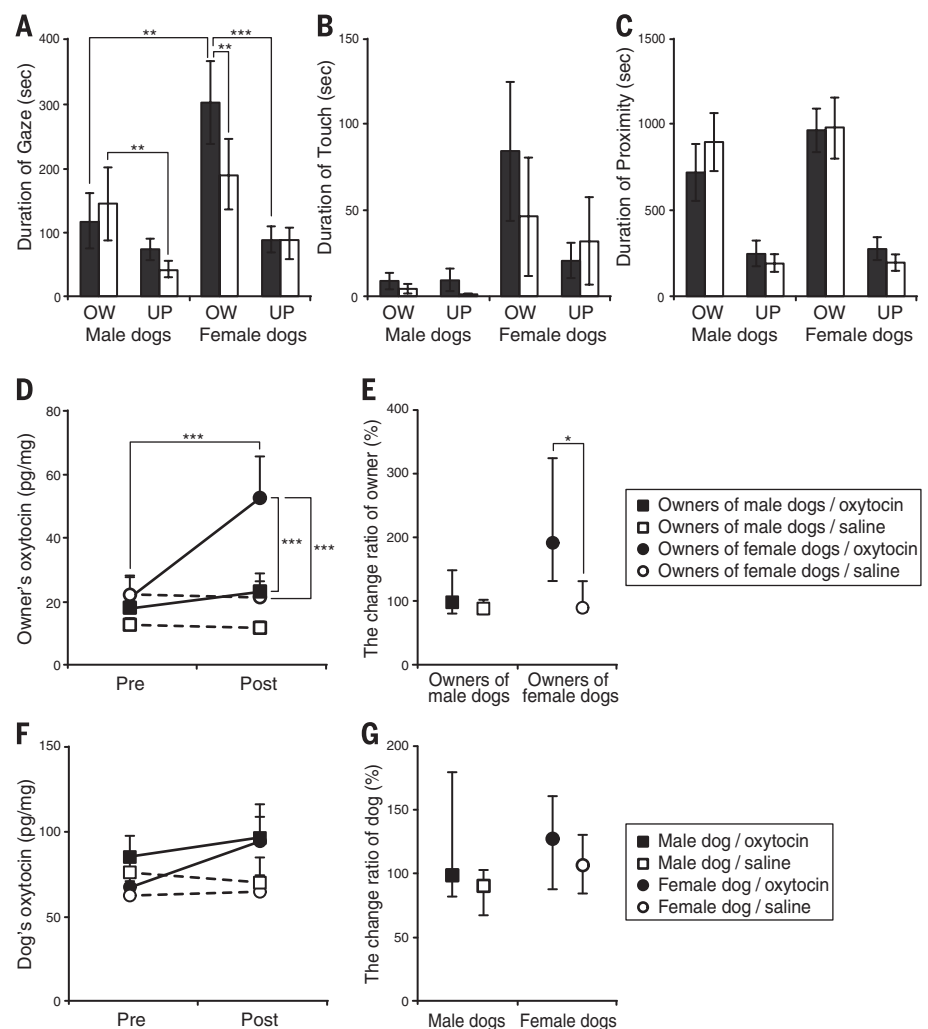 A
Duration of Gaze (sec)
400
300
200
100
0
**
***
**
**
OW UP OW UP
Male dogs Female dogs
B
Duration of Touch (sec)
150
100
50
0
OW UP OW UP
Male dogs Female dogs
C
Duration of Proximity (sec)
1500
1000
500
0
OW UP OW UP
Male dogs Female dogs
D
Owner's oxytocin (pg/mg)
80
60
40
20
0
***
***
***
Pre Post
E
The change ratio of owner (%)
400
300
200
100
0
*
Owners of Owners of
male dogs female dogs
Owners of male dogs / oxytocin
Owners of male dogs / saline
Owners of female dogs / oxytocin
Owners of female dogs / saline
F
Dog's oxytocin (pg/mg)
150
100
50
0
Pre Post
G
The change ratio of dog (%)
200
150
100
50
0
Male dogs Female dogs
Male dog / oxytocin
Male dog / saline
Female dog / oxytocin
Female dog / saline